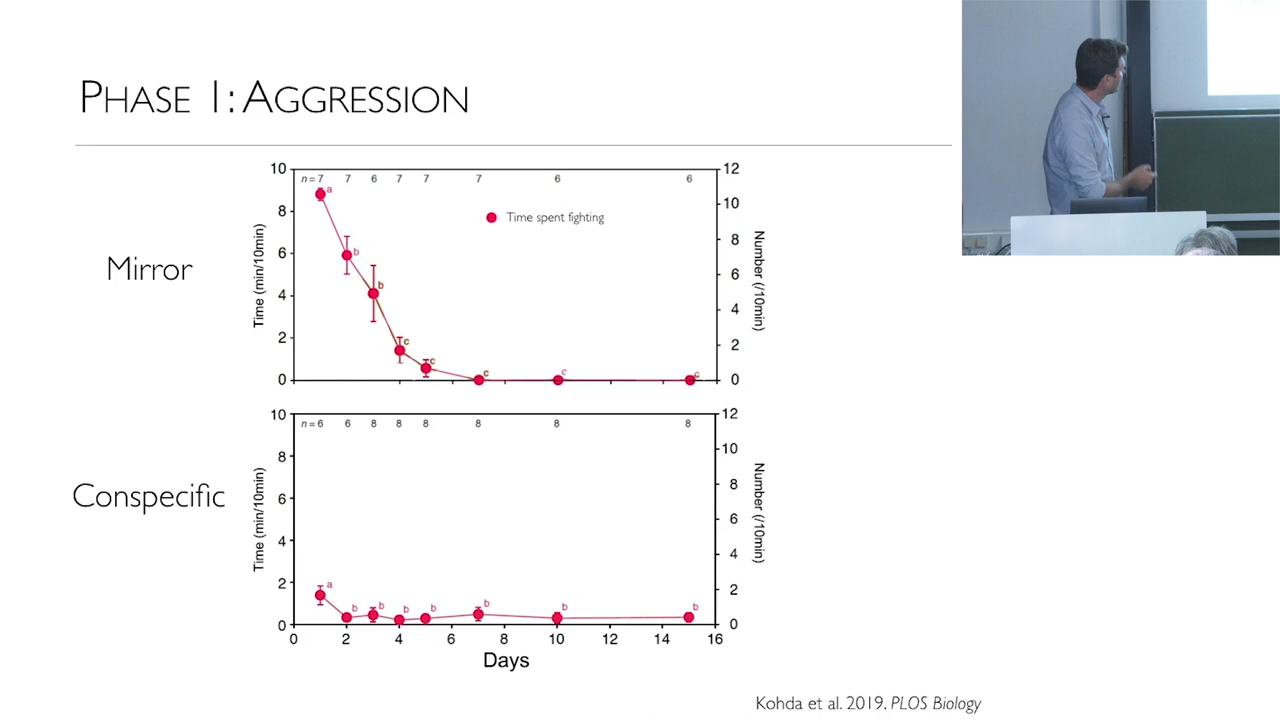 PHASE 1: AGGRESSION
Mirror
10
8
6
4
2
0
Time (min/10min)
n = 7 7 6 7 7 7 6 6
a
b
b
c
c
c
c
c
Time spent fighting
12
10
8
6
4
2
0
Number (/10min)
Conspecific
10
8
6
4
2
0
Time (min/10min)
n = 6 6 8 8 8 8 8 8
a
b
b
b
b
b
b
b
12
10
8
6
4
2
0
Number (/10min)
0 2 4 6 8 10 12 14 16
Days
Kohda et al. 2019. PLOS Biology